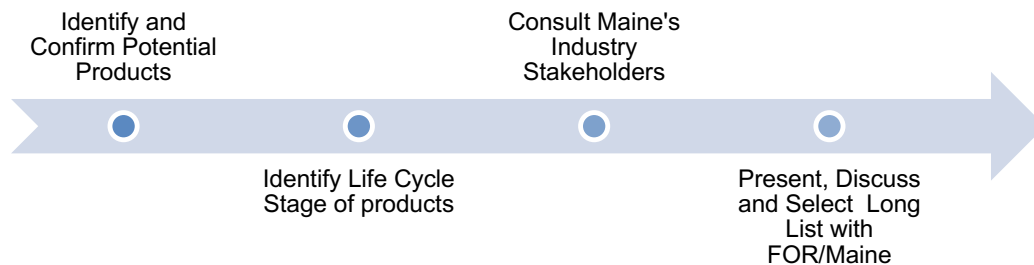 Identify and
Confirm Potential
Products
Identify Life Cycle
Stage of products
Consult Maine's
Industry
Stakeholders
Present, Discuss
and Select  Long
List with
FOR/Maine